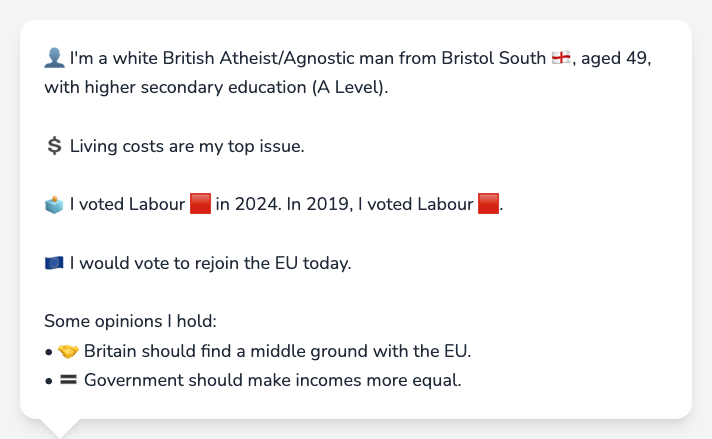 👤 I'm a white British Atheist/Agnostic man from Bristol South 🏴󠁧󠁢󠁥󠁮󠁧󠁿, aged 49,
with higher secondary education (A Level).
💲 Living costs are my top issue.
🗳️ I voted Labour 🟥 in 2024. In 2019, I voted Labour 🟥.
🇪🇺 I would vote to rejoin the EU today.
Some opinions I hold:
• 🤝 Britain should find a middle ground with the EU.
• 🟰 Government should make incomes more equal.